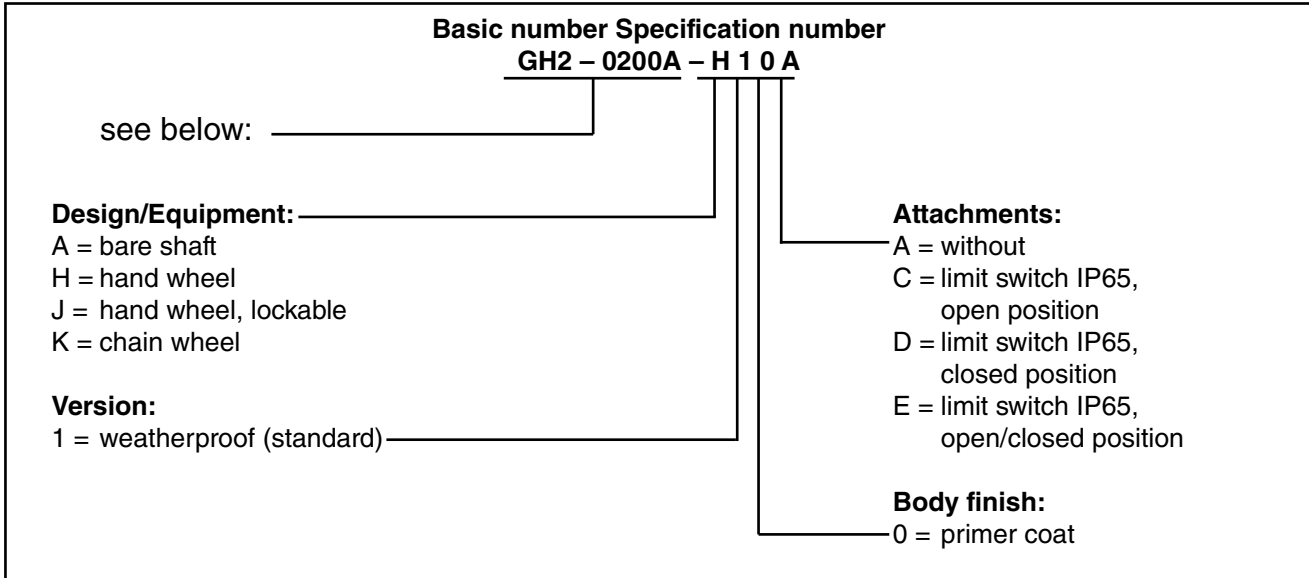 Basic number Specification number
GH2 – 0200A – H 1 0 A
see below:
Design/Equipment:
A = bare shaft
H = hand wheel
J = hand wheel, lockable
K = chain wheel
Version:
1 = weatherproof (standard)
Attachments:
A = without
C = limit switch IP65,
open position
D = limit switch IP65,
closed position
E = limit switch IP65,
open/closed position
Body finish:
0 = primer coat